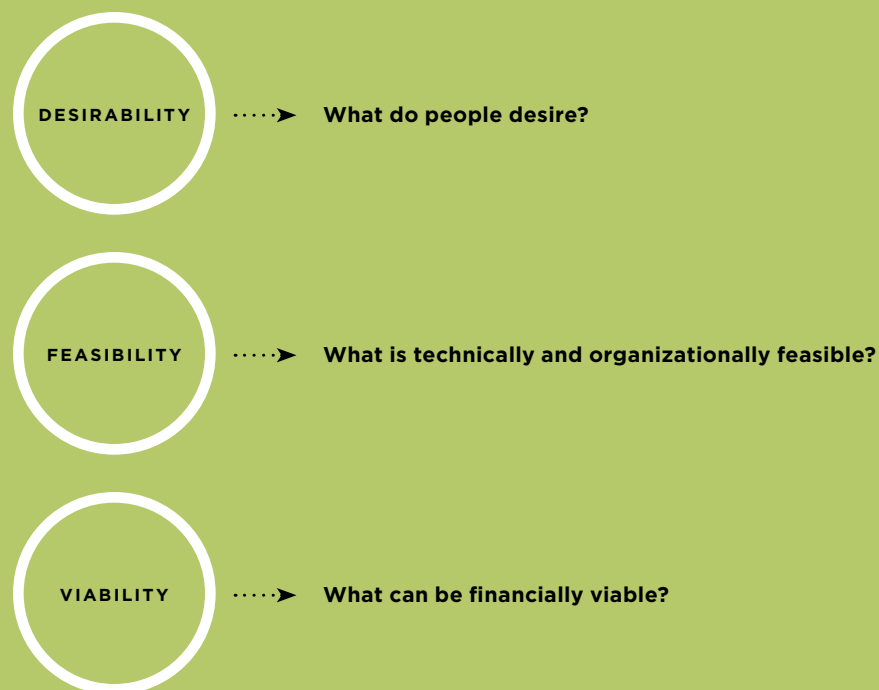 DESIRABILITY
What do people desire?
FEASIBILITY
What is technically and organizationally feasible?
VIABILITY
What can be financially viable?